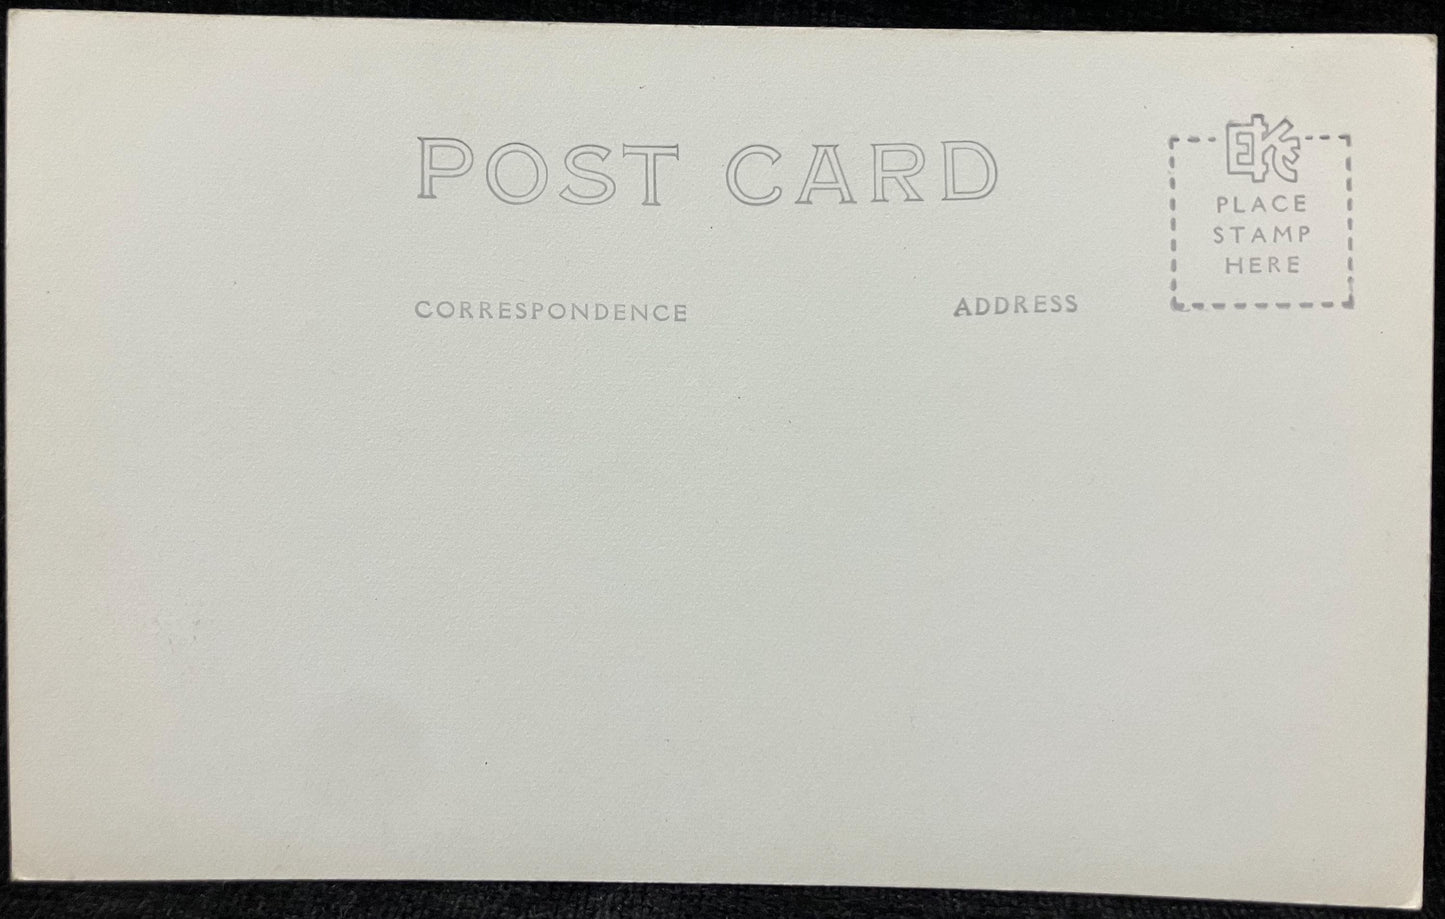 POST CARD
EKC
PLACE
STAMP
HERE
CORRESPONDENCE
ADDRESS